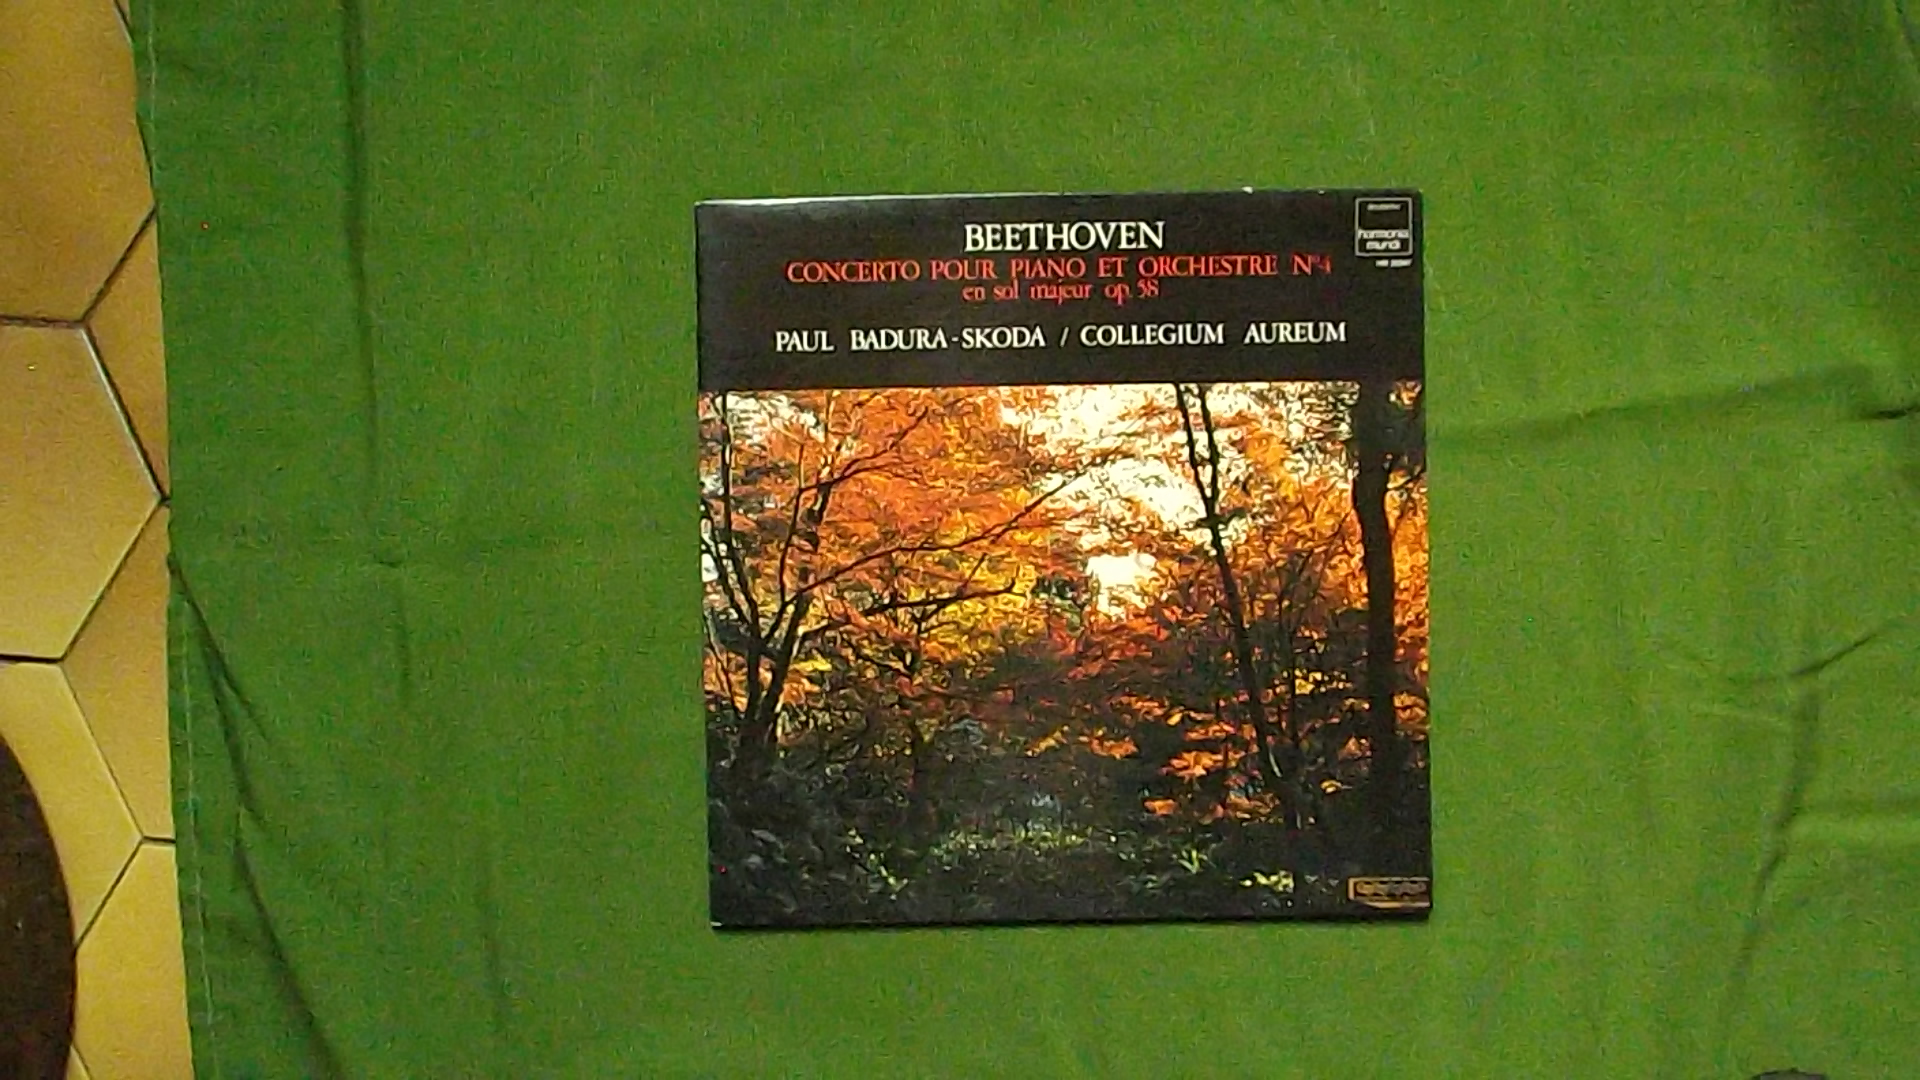 BEETHOVEN
CONCERTO POUR PIANO ET ORCHESTRE N°4
en sol majeur op. 58
PAUL BADURA-SKODA / COLLEGIUM AUREUM
harmonia
mundi